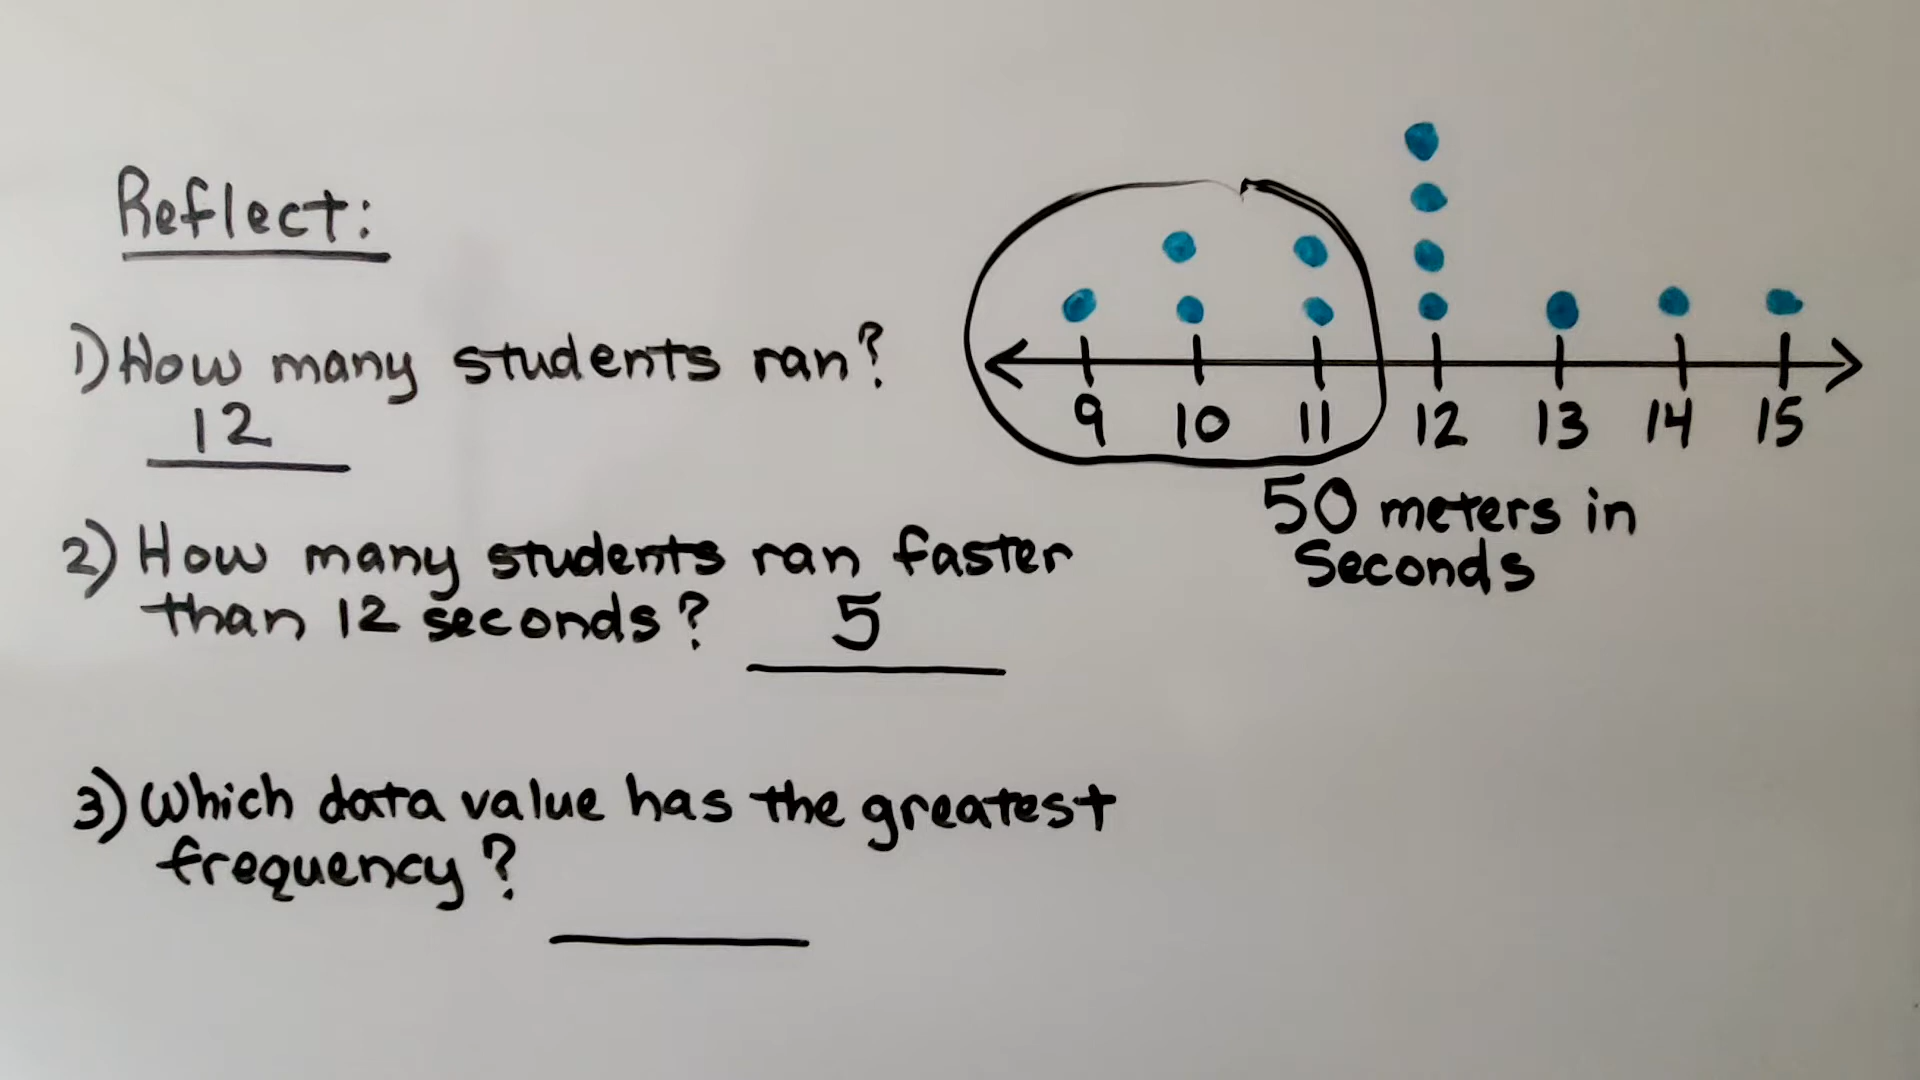 Reflect:
1) How many students ran?
12
2) How many students ran faster
than 12 seconds? 5
3) Which data value has the greatest
frequency?
9 10 11 12 13 14 15
50 meters in
seconds